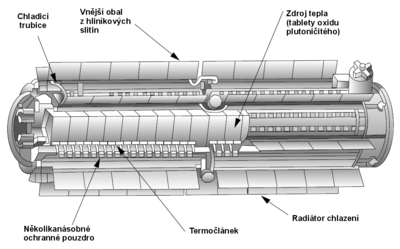 Chladicí
trubice
Vnější obal
z hliníkových
slitin
Zdroj tepla
(tablety oxidu
plutoničitého)
Několikanásobné
ochranné pouzdro
Termočlánek
Radiátor chlazení